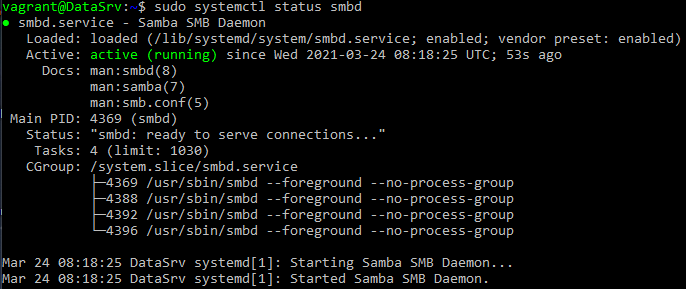 vagrant@DataSrv:~$ sudo systemctl status smbd
● smbd.service - Samba SMB Daemon
   Loaded: loaded (/lib/systemd/system/smbd.service; enabled; vendor preset: enabled)
   Active: active (running) since Wed 2021-03-24 08:18:25 UTC; 53s ago
     Docs: man:smbd(8)
           man:samba(7)
           man:smb.conf(5)
 Main PID: 4369 (smbd)
   Status: "smbd: ready to serve connections..."
    Tasks: 4 (limit: 1030)
   CGroup: /system.slice/smbd.service
           ├─4369 /usr/sbin/smbd --foreground --no-process-group
           ├─4388 /usr/sbin/smbd --foreground --no-process-group
           ├─4392 /usr/sbin/smbd --foreground --no-process-group
           └─4396 /usr/sbin/smbd --foreground --no-process-group
Mar 24 08:18:25 DataSrv systemd[1]: Starting Samba SMB Daemon...
Mar 24 08:18:25 DataSrv systemd[1]: Started Samba SMB Daemon.